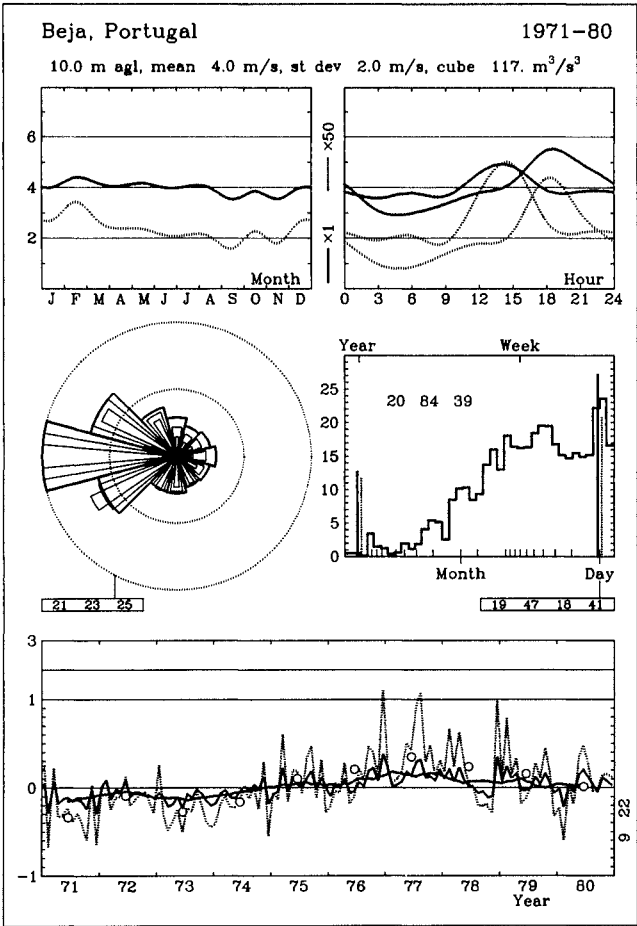 Beja, Portugal 1971-80
10.0 m agl, mean 4.0 m/s, st dev 2.0 m/s, cube 117. m³/s³
6
4
2
Month
J F M A M J J A S O N D
×50
×1
Hour
0 3 6 9 12 15 18 21 24
Year Week
25
20
15
10
5
0
20 84 39
Month Day
21 23 25
19 47 18 41
3
1
0
-1
71 72 73 74 75 76 77 78 79 80
Year
9 22